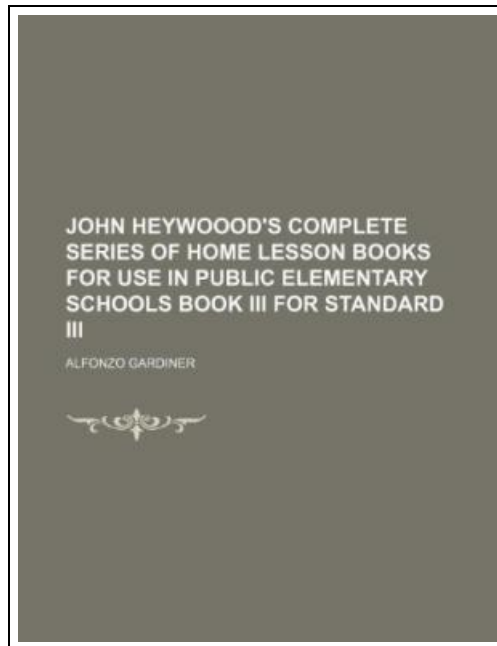 JOHN HEYWOOOD'S COMPLETE
SERIES OF HOME LESSON BOOKS
FOR USE IN PUBLIC ELEMENTARY
SCHOOLS BOOK III FOR STANDARD
III
ALFONZO GARDINER